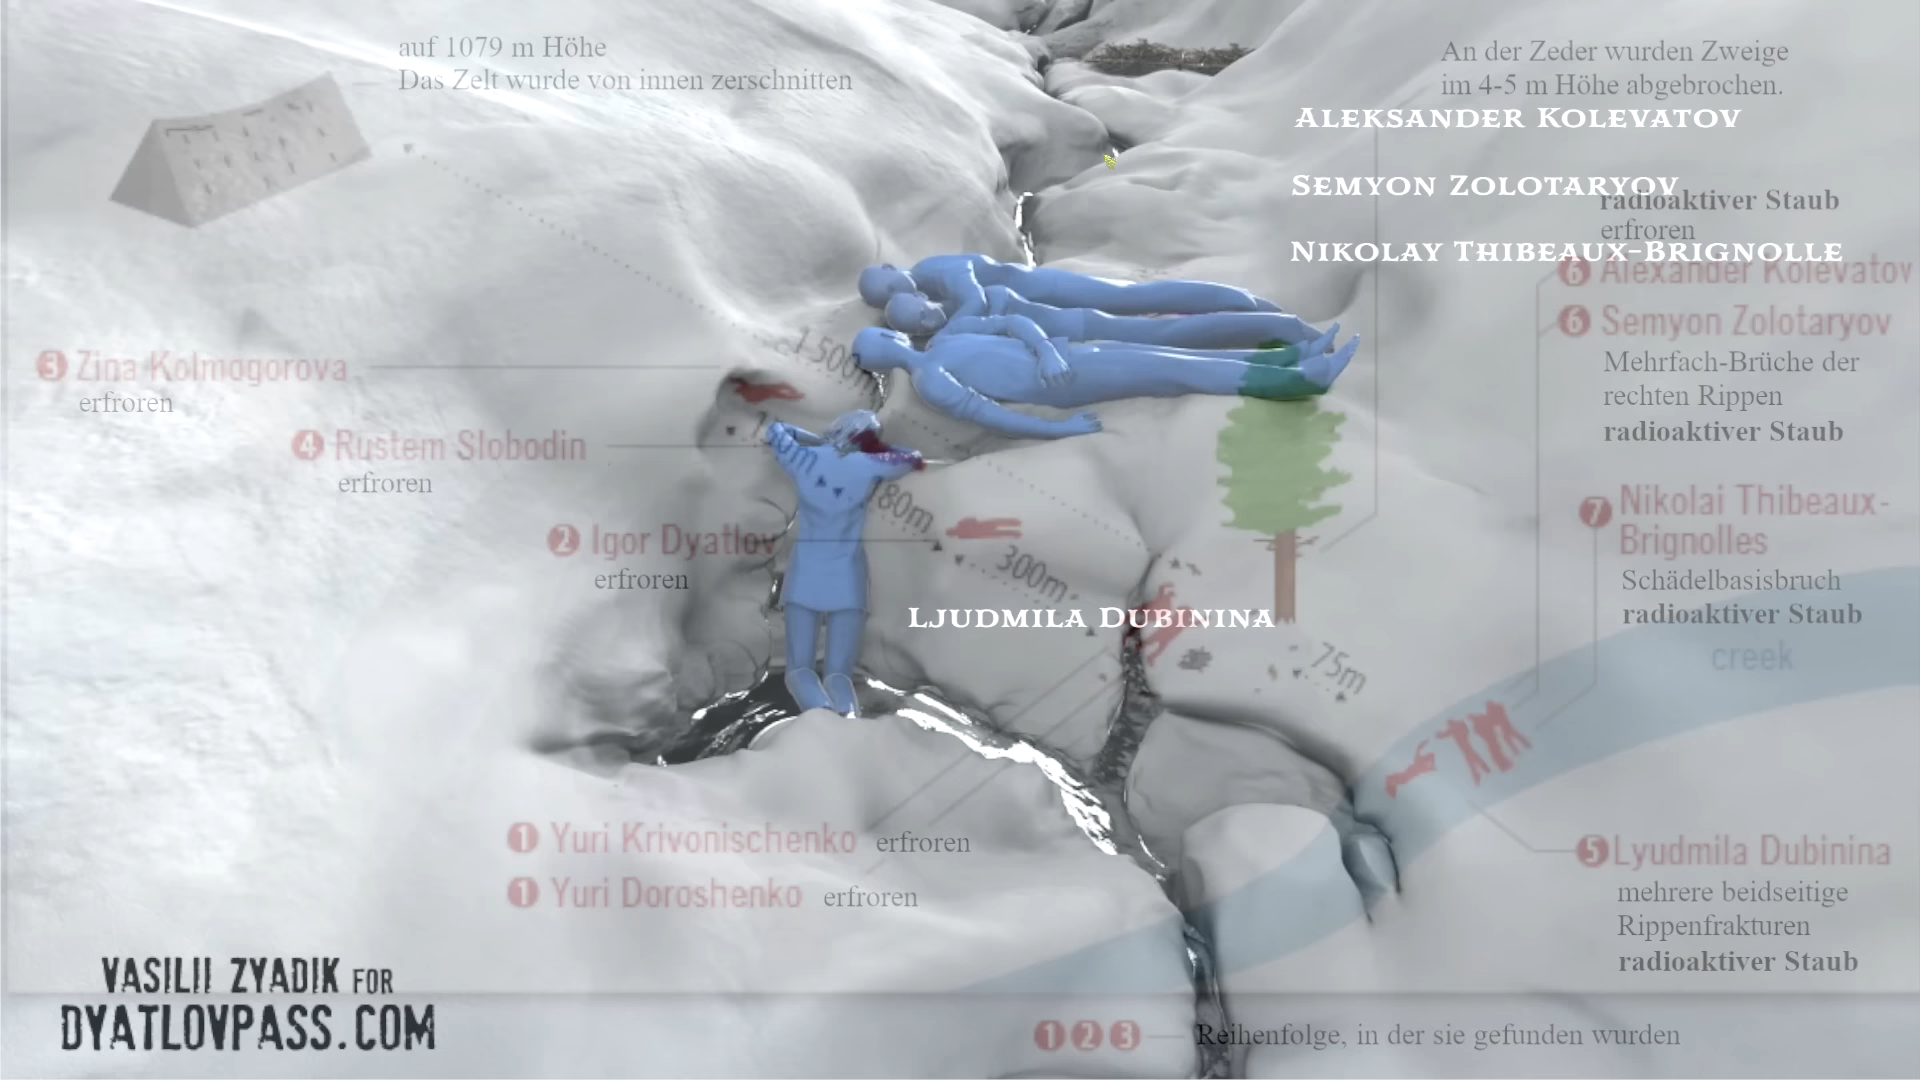 auf 1079 m Höhe
Das Zelt wurde von innen zerschnitten
An der Zeder wurden Zweige
im 4-5 m Höhe abgebrochen.
ALEKSANDER KOLEVATOV
SEMYON ZOLOTARYOV
radioaktiver Staub
erfroren
NIKOLAY THIBEAUX-BRIGNOLLE
6 Alexander Kolevatov
6 Semyon Zolotaryov
Mehrfach-Brüche der
rechten Rippen
radioaktiver Staub
1 500m
3 Zina Kolmogorova
erfroren
150m
4 Rustem Slobodin
erfroren
180m
7 Nikolai Thibeaux-
Brignolles
Schädelbasisbruch
radioaktiver Staub
2 Igor Dyatlov
erfroren
300m
LJUDMILA DUBININA
75m
creek
1 Yuri Krivonischenko erfroren
1 Yuri Doroshenko erfroren
5 Lyudmila Dubinina
mehrere beidseitige
Rippenfrakturen
radioaktiver Staub
VASILII ZYADIK FOR
DYATLOVPASS.COM
1 2 3 Reihenfolge, in der sie gefunden wurden